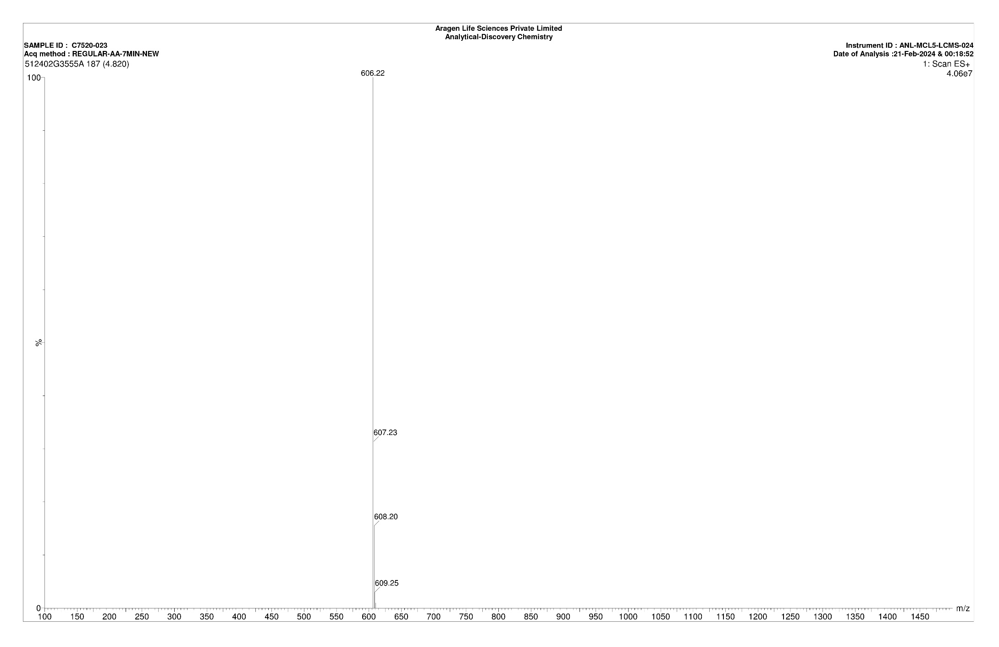 Aragen Life Sciences Private Limited
Analytical-Discovery Chemistry
SAMPLE ID : C7520-023
Instrument ID : ANL-MCL5-LCMS-024
Acq method : REGULAR-AA-7MIN-NEW
Date of Analysis :21-Feb-2024 & 00:18:52
512402G3555A 187 (4.820)
1: Scan ES+
4.06e7
606.22
100
%
607.23
608.20
609.25
0
m/z
100 150 200 250 300 350 400 450 500 550 600 650 700 750 800 850 900 950 1000 1050 1100 1150 1200 1250 1300 1350 1400 1450